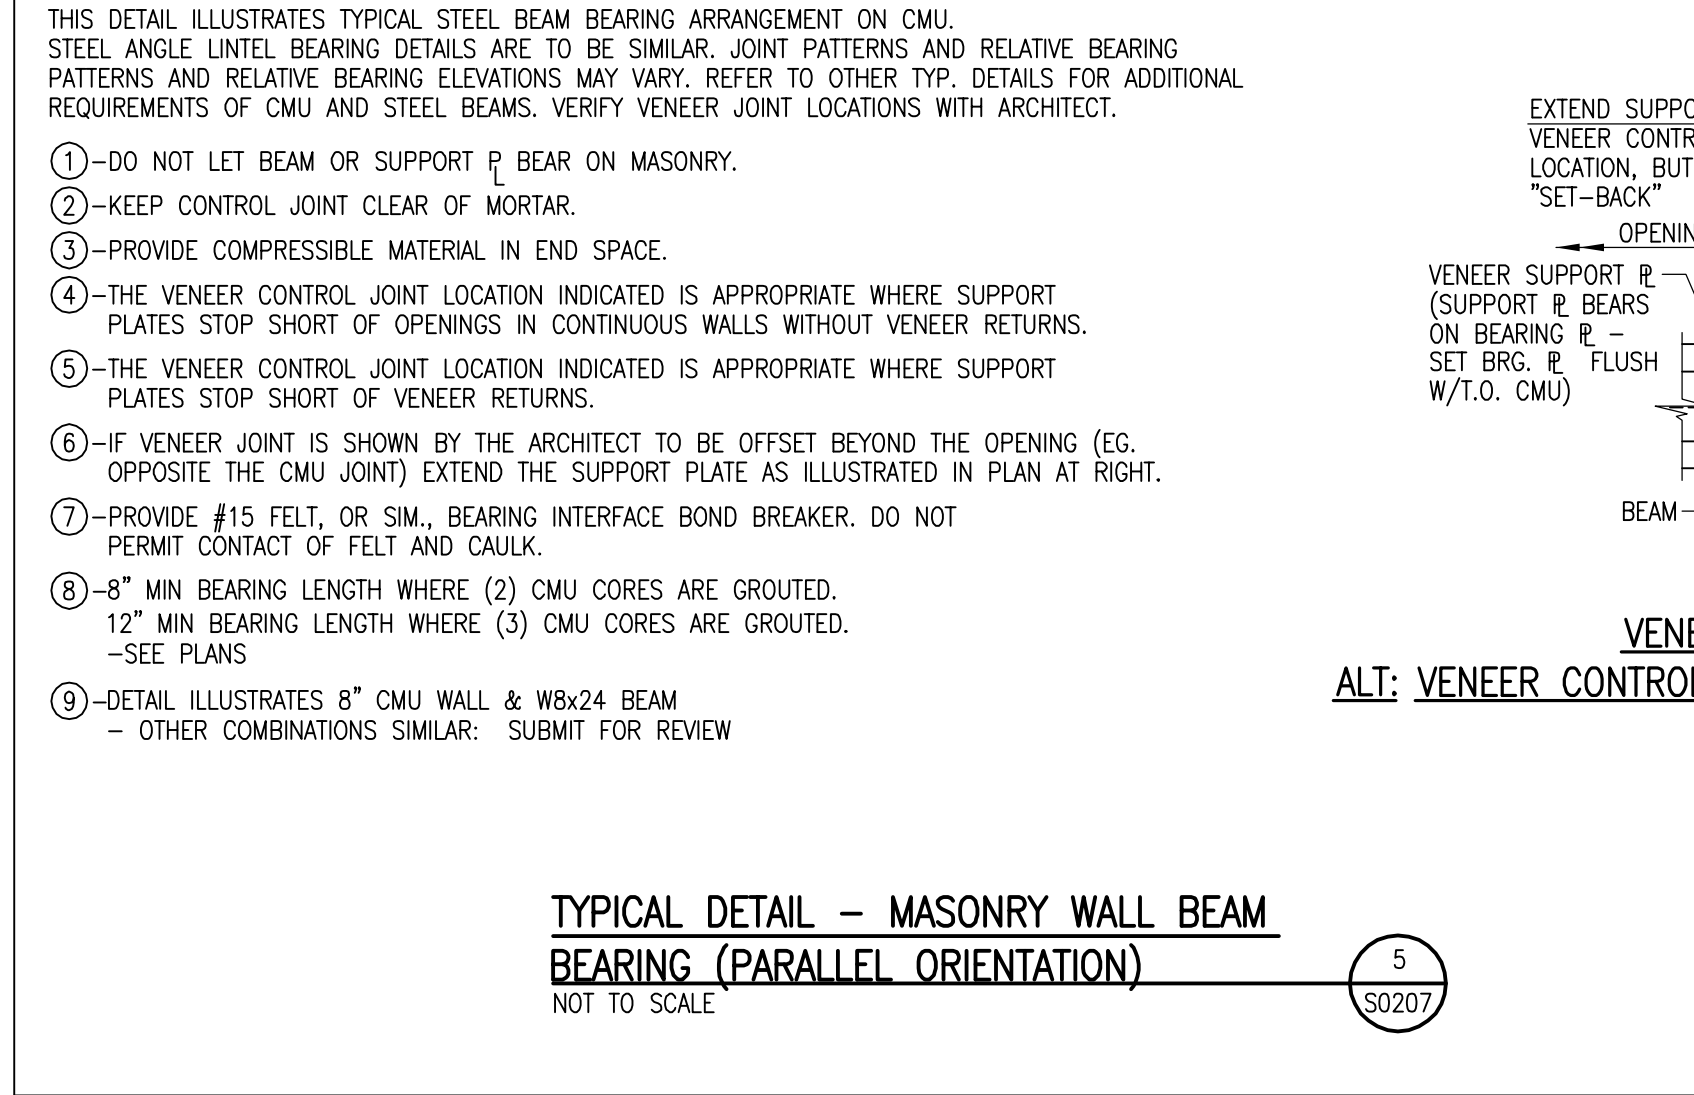 THIS DETAIL ILLUSTRATES TYPICAL STEEL BEAM BEARING ARRANGEMENT ON CMU.
STEEL ANGLE LINTEL BEARING DETAILS ARE TO BE SIMILAR. JOINT PATTERNS AND RELATIVE BEARING
PATTERNS AND RELATIVE BEARING ELEVATIONS MAY VARY. REFER TO OTHER TYP. DETAILS FOR ADDITIONAL
REQUIREMENTS OF CMU AND STEEL BEAMS. VERIFY VENEER JOINT LOCATIONS WITH ARCHITECT.
1-DO NOT LET BEAM OR SUPPORT PL BEAR ON MASONRY.
2-KEEP CONTROL JOINT CLEAR OF MORTAR.
3-PROVIDE COMPRESSIBLE MATERIAL IN END SPACE.
4-THE VENEER CONTROL JOINT LOCATION INDICATED IS APPROPRIATE WHERE SUPPORT
PLATES STOP SHORT OF OPENINGS IN CONTINUOUS WALLS WITHOUT VENEER RETURNS.
5-THE VENEER CONTROL JOINT LOCATION INDICATED IS APPROPRIATE WHERE SUPPORT
PLATES STOP SHORT OF VENEER RETURNS.
6-IF VENEER JOINT IS SHOWN BY THE ARCHITECT TO BE OFFSET BEYOND THE OPENING (EG.
OPPOSITE THE CMU JOINT) EXTEND THE SUPPORT PLATE AS ILLUSTRATED IN PLAN AT RIGHT.
7-PROVIDE #15 FELT, OR SIM., BEARING INTERFACE BOND BREAKER. DO NOT
PERMIT CONTACT OF FELT AND CAULK.
8-8" MIN BEARING LENGTH WHERE (2) CMU CORES ARE GROUTED.
12" MIN BEARING LENGTH WHERE (3) CMU CORES ARE GROUTED.
-SEE PLANS
9-DETAIL ILLUSTRATES 8" CMU WALL & W8x24 BEAM
- OTHER COMBINATIONS SIMILAR: SUBMIT FOR REVIEW
EXTEND SUPPO
VENEER CONTR
LOCATION, BUT
"SET-BACK"
OPENIN
VENEER SUPPORT PL
(SUPPORT PL BEARS
ON BEARING PL -
SET BRG. PL FLUSH
W/T.O. CMU)
BEAM
VENE
ALT: VENEER CONTROL
TYPICAL DETAIL - MASONRY WALL BEAM
BEARING (PARALLEL ORIENTATION)
NOT TO SCALE
5
S0207